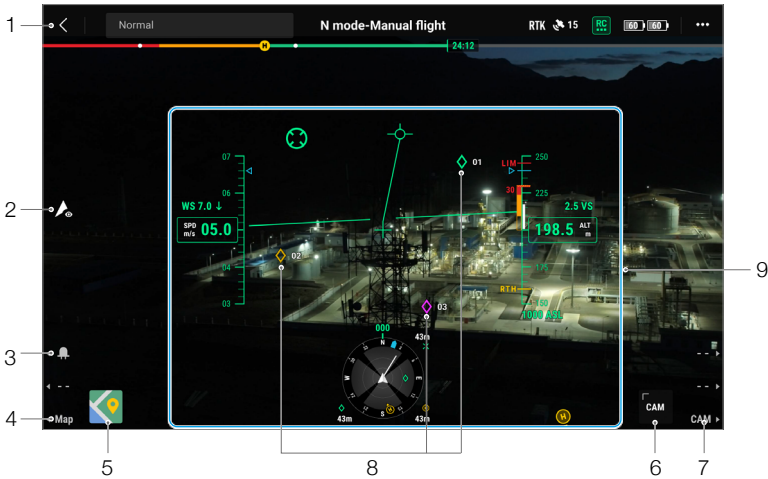 1
Normal
N mode-Manual flight
RTK 15
RC
60 60
•••
H
24:12
07
06
04
03
WS 7.0 ↓
SPD
m/s 05.0
01
02
03
LIM
250
225
30
2.5 VS
198.5 ALT
m
175
RTH
150
1000 ASL
000
N
E
S
W
43m
43m
43m
H
H
2
3
--
--
--
4
Map
CAM
CAM
5
6
7
8
9